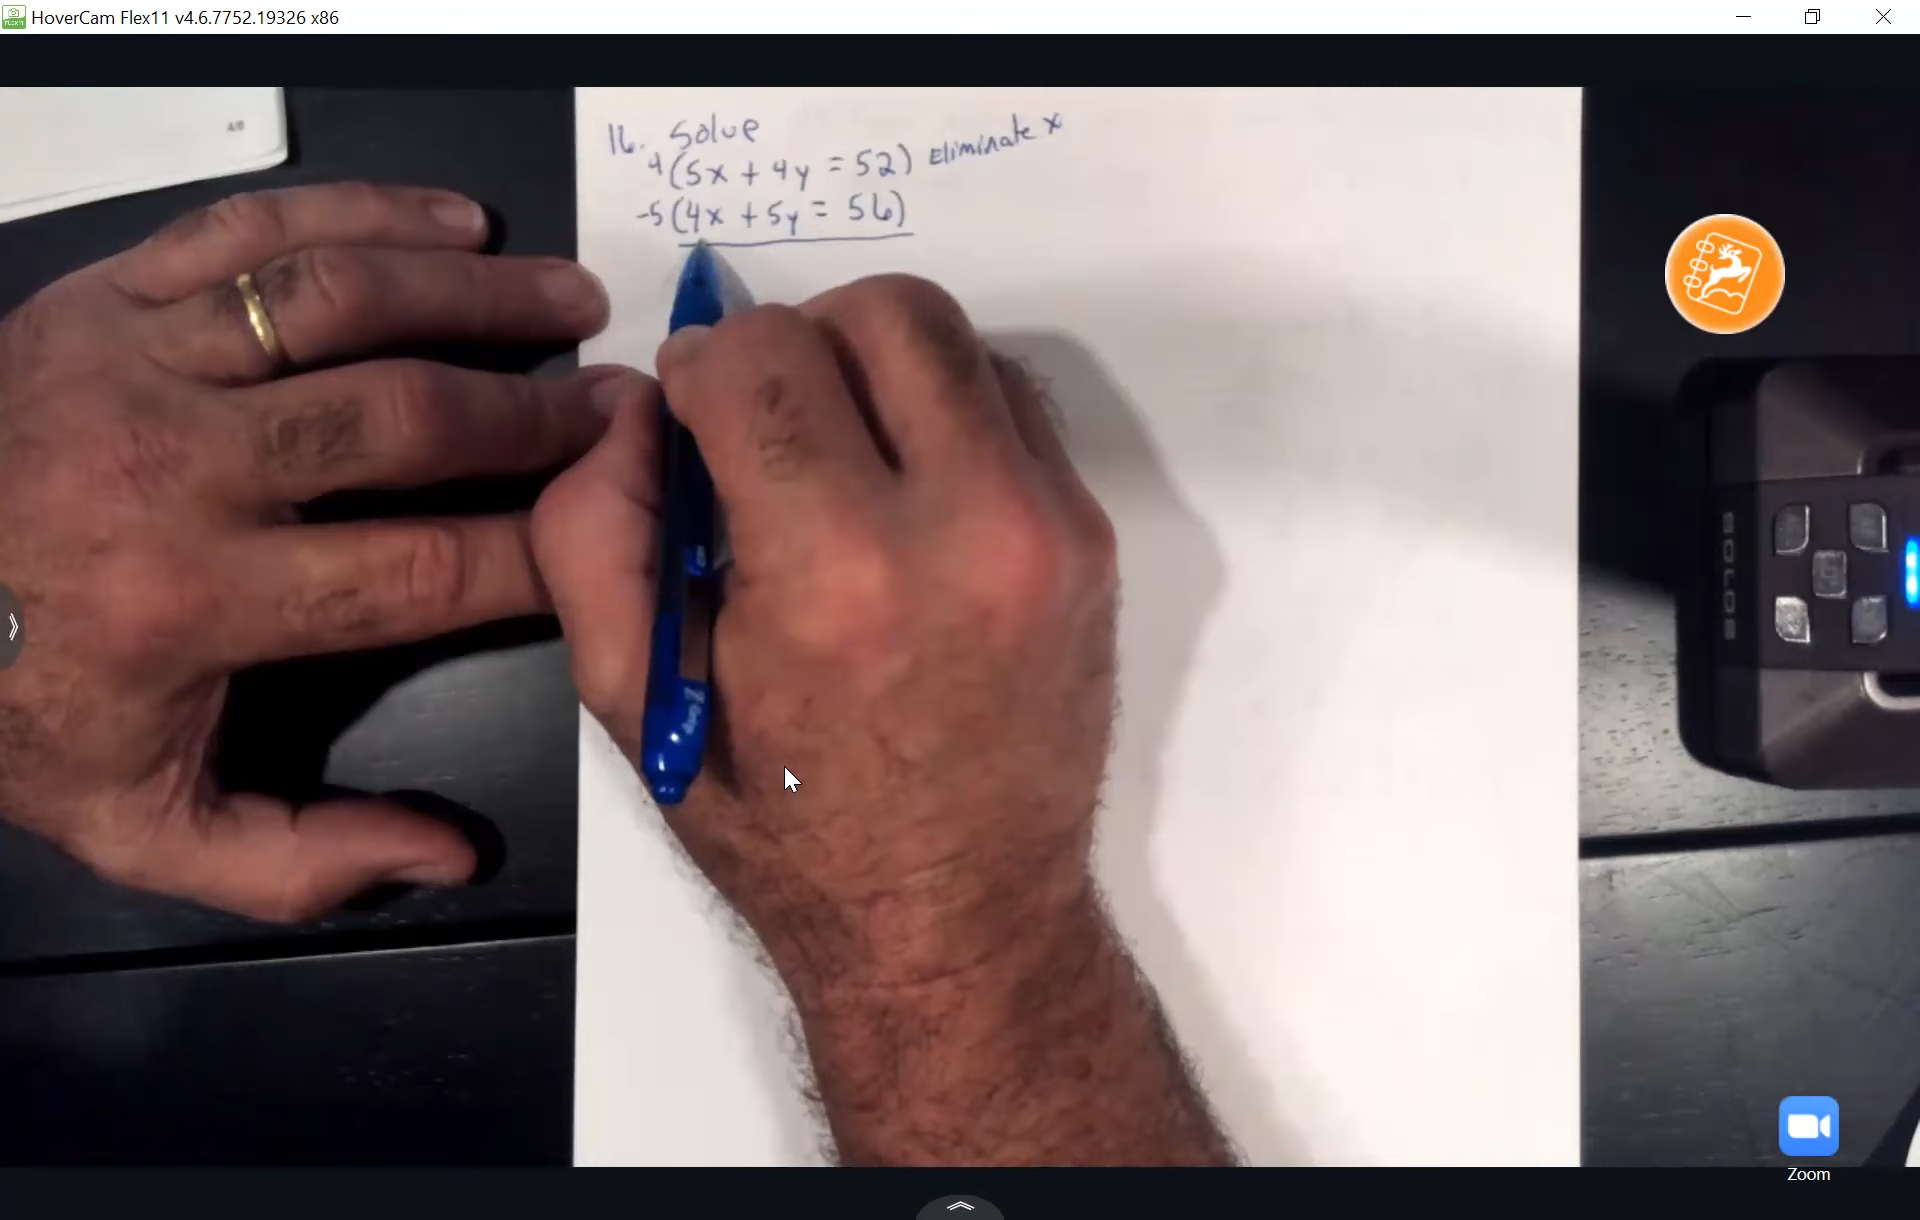 HoverCam Flex11 v4.6.7752.19326 x86
16. Solve
4(5x + 4y = 52) Eliminate x
-5(4x + 5y = 56)
Zoom